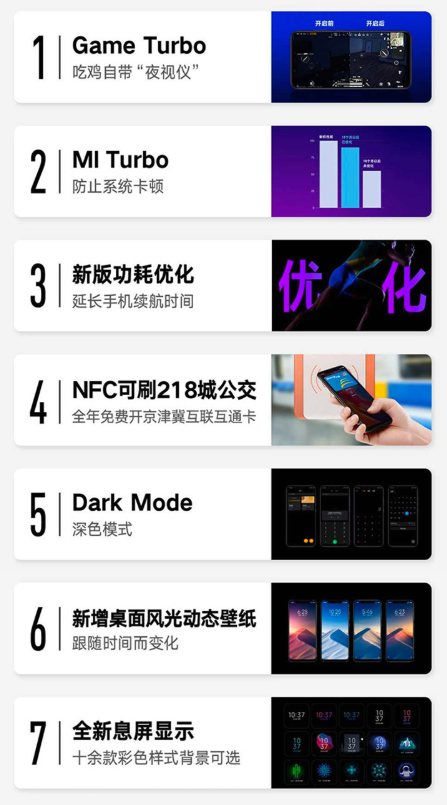 1
Game Turbo
吃鸡自带“夜视仪”
开启前 开启后
2
MI Turbo
防止系统卡顿
100
3
新版功耗优化
延长手机续航时间
优化
4
NFC可刷218城公交
全年免费开京津冀互联互通卡
5
Dark Mode
深色模式
6
新增桌面风光动态壁纸
跟随时间而变化
7
全新息屏显示
十余款彩色样式背景可选
10:37 10:37 10:37